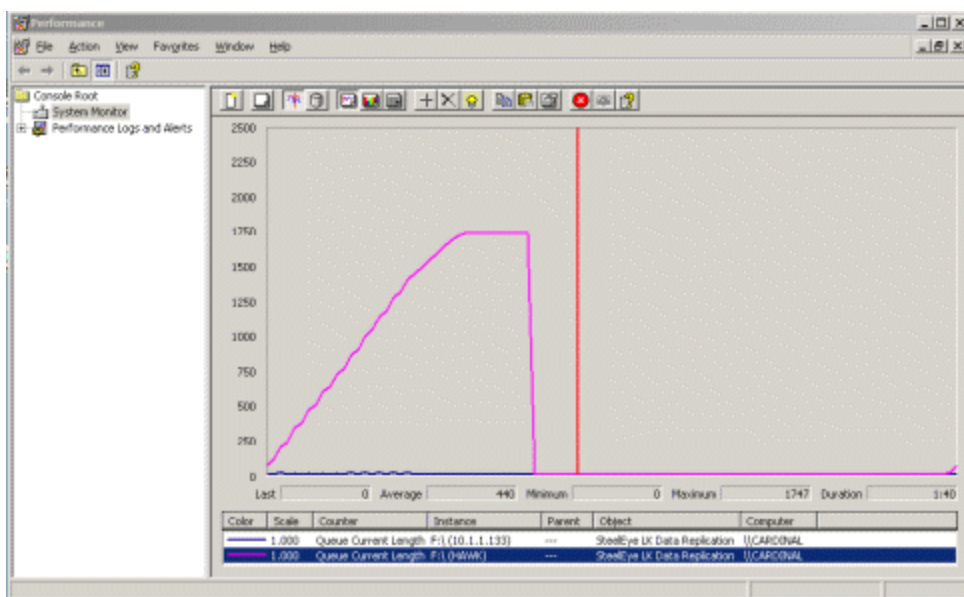 Performance
File Action View Favorites Window Help
Console Root
System Monitor
Performance Logs and Alerts
2500
2250
2000
1750
1500
1250
1000
750
500
250
0
Last 0 Average 440 Minimum 0 Maximum 1747 Duration 1:40
Color Scale Counter Instance Parent Object Computer
1.000 Queue Current Length F:\ (10.1.1.133) --- SteelEye LK Data Replication \\CARDINAL
1.000 Queue Current Length F:\ (HAWK) --- SteelEye LK Data Replication \\CARDINAL